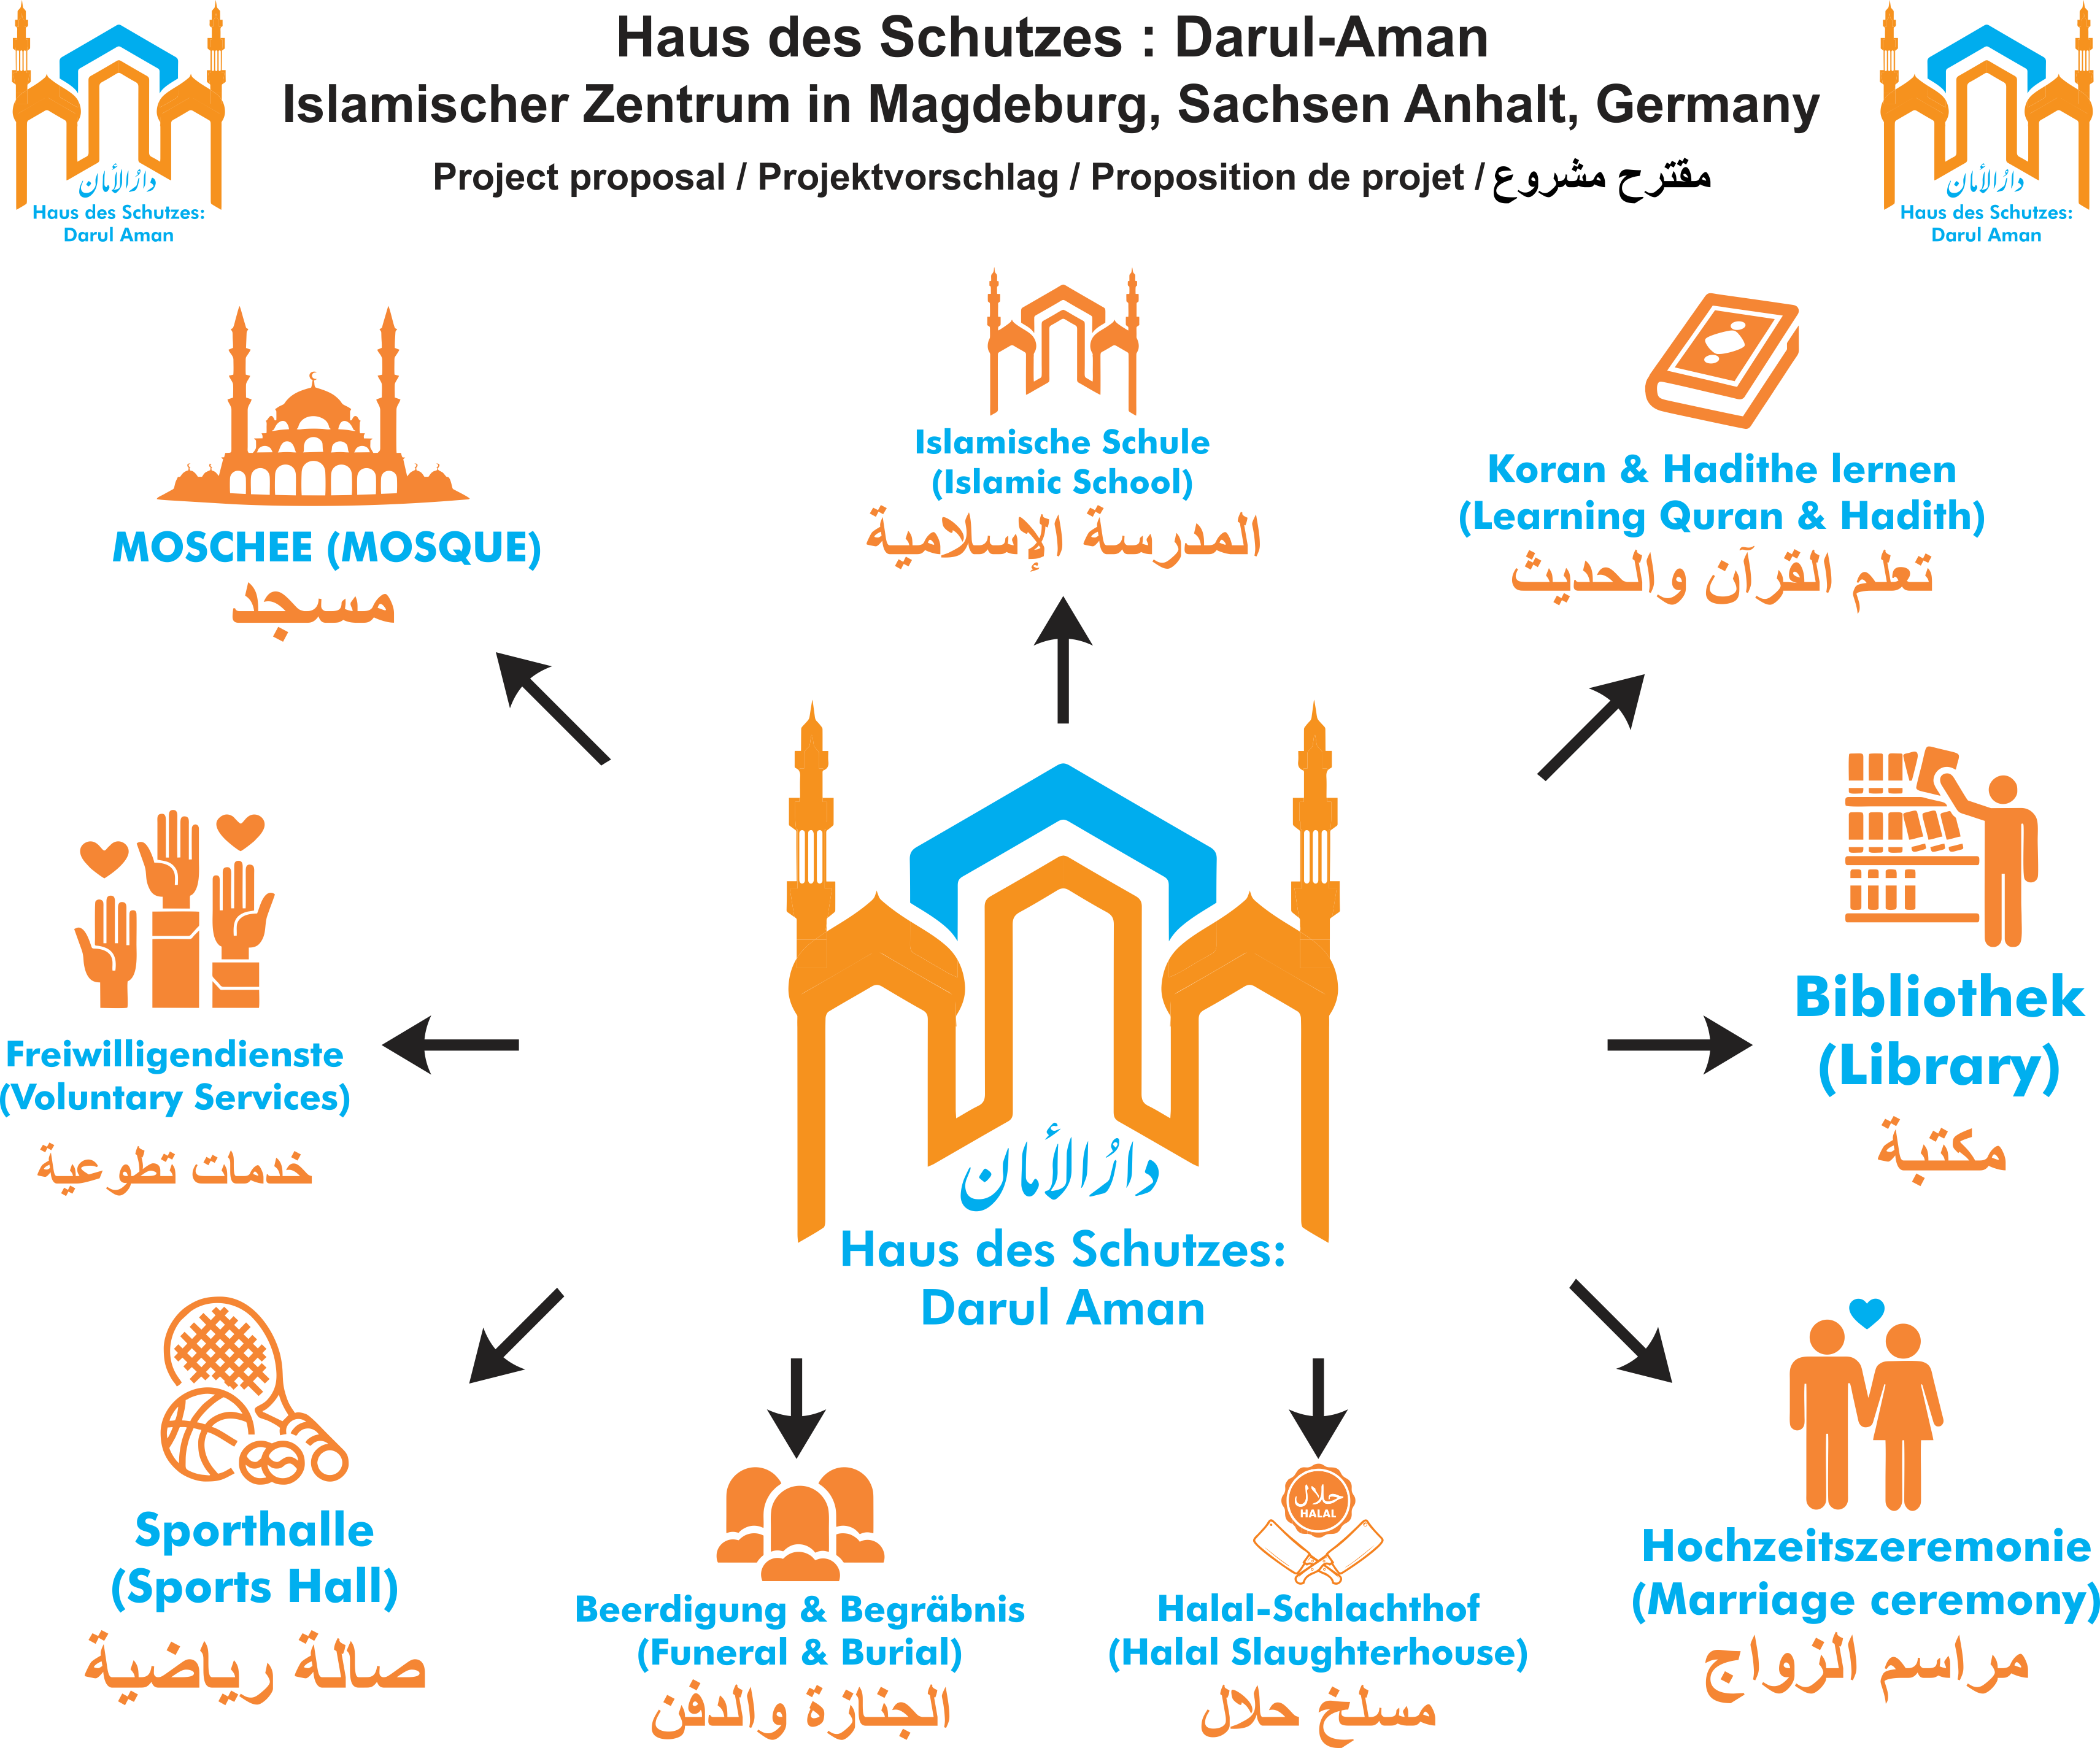 Haus des Schutzes : Darul-Aman
Islamischer Zentrum in Magdeburg, Sachsen Anhalt, Germany
Project proposal / Projektvorschlag / Proposition de projet / مقترح مشروع
دارُ الأمان
Haus des Schutzes:
Darul Aman
دارُ الأمان
Haus des Schutzes:
Darul Aman
MOSCHEE (MOSQUE)
مسجد
Islamische Schule
(Islamic School)
المدرسة الإسلامية
Koran & Hadithe lernen
(Learning Quran & Hadith)
تعلم القرآن والحديث
Freiwilligendienste
(Voluntary Services)
خدمات تطوعية
دارُ الأمان
Haus des Schutzes:
Darul Aman
Bibliothek
(Library)
مكتبة
Sporthalle
(Sports Hall)
صالة رياضية
Beerdigung & Begräbnis
(Funeral & Burial)
الجنازة والدفن
حلال
HALAL
Halal-Schlachthof
(Halal Slaughterhouse)
مسلخ حلال
Hochzeitszeremonie
(Marriage ceremony)
مراسم الزواج